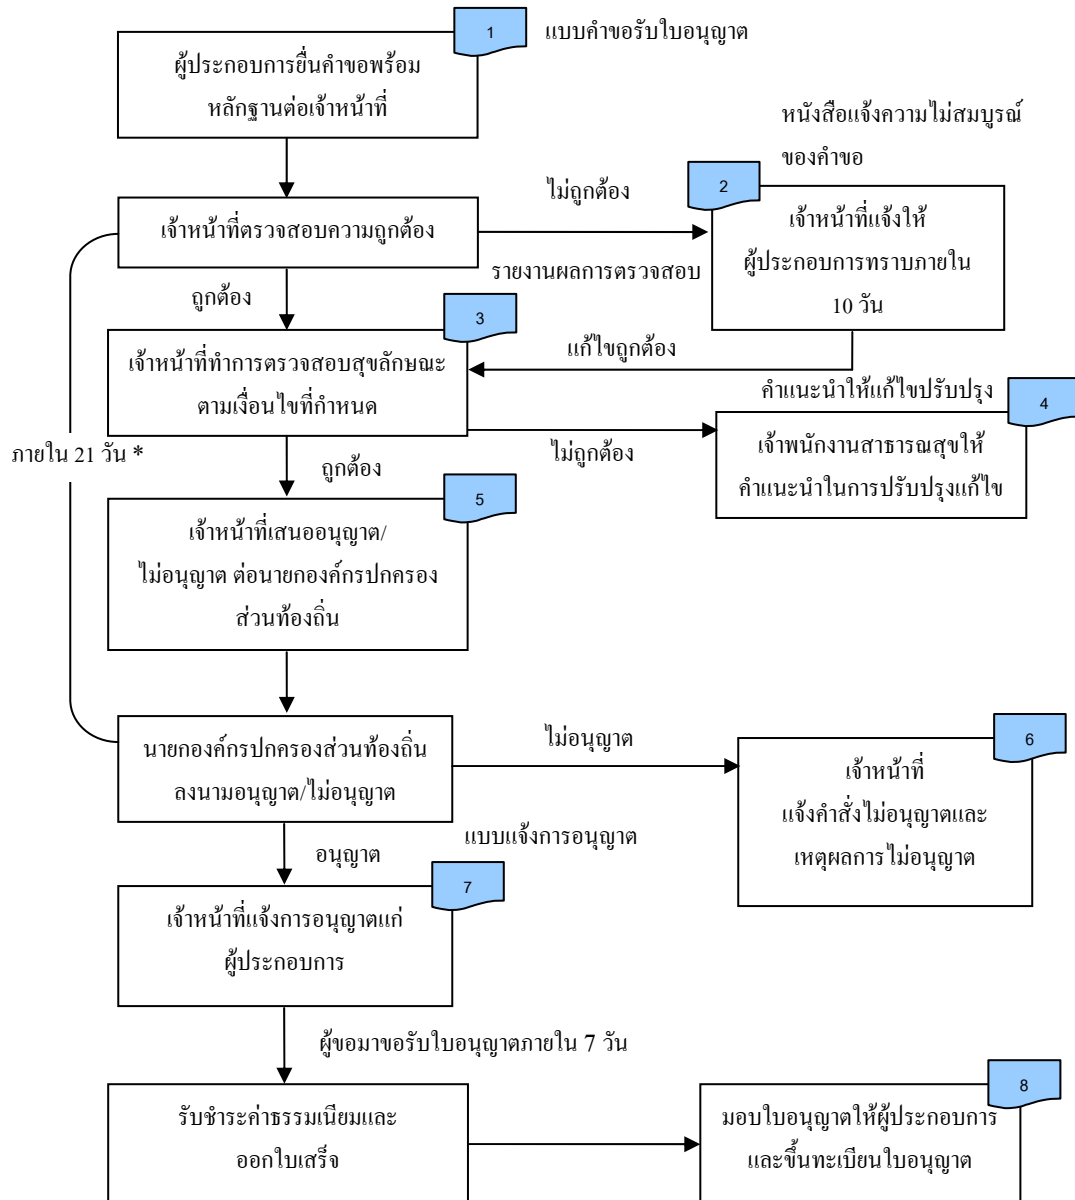 1
แบบคำขอรับใบอนุญาต
ผู้ประกอบการยื่นคำขอพร้อม
หลักฐานต่อเจ้าหน้าที่
หนังสือแจ้งความไม่สมบูรณ์
ของคำขอ
2
ไม่ถูกต้อง
เจ้าหน้าที่ตรวจสอบความถูกต้อง
เจ้าหน้าที่แจ้งให้
ผู้ประกอบการทราบภายใน
10 วัน
รายงานผลการตรวจสอบ
ถูกต้อง
3
แก้ไขถูกต้อง
เจ้าหน้าที่ทำการตรวจสอบสุขลักษณะ
ตามเงื่อนไขที่กำหนด
คำแนะนำให้แก้ไขปรับปรุง
4
ภายใน 21 วัน *
ไม่ถูกต้อง
เจ้าพนักงานสาธารณสุขให้
คำแนะนำในการปรับปรุงแก้ไข
ถูกต้อง
5
เจ้าหน้าที่เสนออนุญาต/
ไม่อนุญาต ต่อนายกองค์กรปกครอง
ส่วนท้องถิ่น
ไม่อนุญาต
6
นายกองค์กรปกครองส่วนท้องถิ่น
ลงนามอนุญาต/ไม่อนุญาต
เจ้าหน้าที่
แจ้งคำสั่งไม่อนุญาตและ
เหตุผลการไม่อนุญาต
แบบแจ้งการอนุญาต
อนุญาต
7
เจ้าหน้าที่แจ้งการอนุญาตแก่
ผู้ประกอบการ
ผู้ขอมาขอรับใบอนุญาตภายใน 7 วัน
8
รับชำระค่าธรรมเนียมและ
ออกใบเสร็จ
มอบใบอนุญาตให้ผู้ประกอบการ
และขึ้นทะเบียนใบอนุญาต